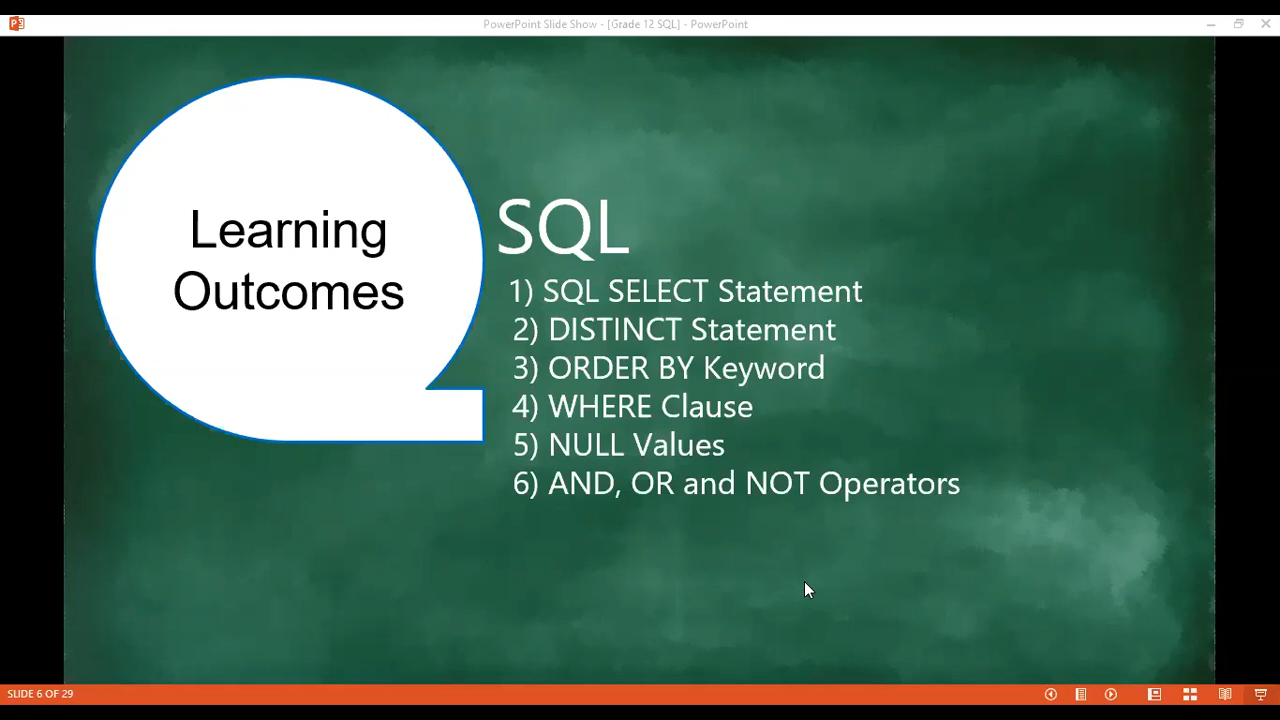 PowerPoint Slide Show - [Grade 12 SQL] - PowerPoint
Learning
Outcomes
SQL
1) SQL SELECT Statement
2) DISTINCT Statement
3) ORDER BY Keyword
4) WHERE Clause
5) NULL Values
6) AND, OR and NOT Operators
SLIDE 6 OF 29